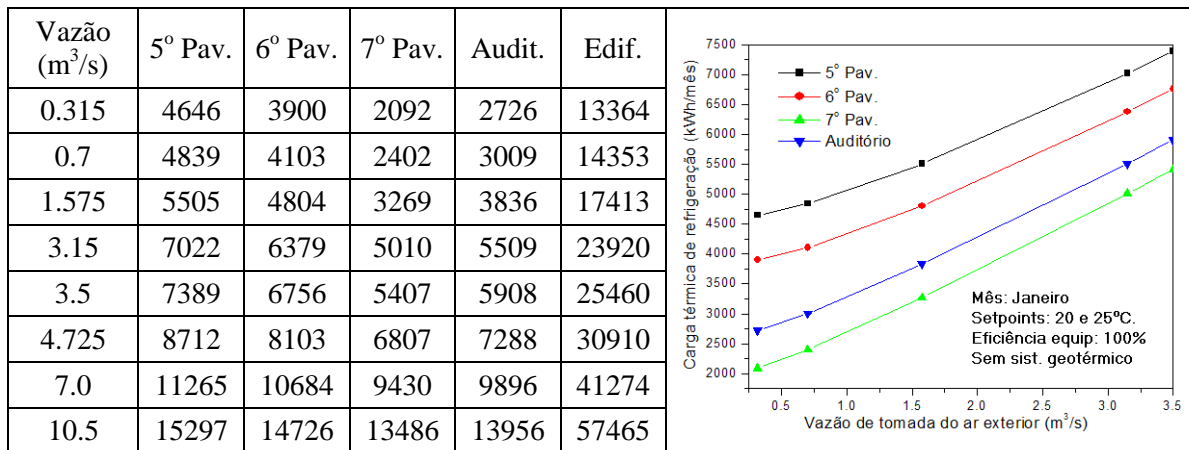 Vazão (m³/s) 5º Pav. 6º Pav. 7º Pav. Audit. Edif.
0.315 4646 3900 2092 2726 13364
0.7 4839 4103 2402 3009 14353
1.575 5505 4804 3269 3836 17413
3.15 7022 6379 5010 5509 23920
3.5 7389 6756 5407 5908 25460
4.725 8712 8103 6807 7288 30910
7.0 11265 10684 9430 9896 41274
10.5 15297 14726 13486 13956 57465
Carga térmica de refrigeração (kWh/mês)
7500
7000
6500
6000
5500
5000
4500
4000
3500
3000
2500
2000
5° Pav.
6° Pav.
7° Pav.
Auditório
Mês: Janeiro
Setpoints: 20 e 25ºC.
Eficiência equip: 100%
Sem sist. geotérmico
0.5 1.0 1.5 2.0 2.5 3.0 3.5
Vazão de tomada do ar exterior (m³/s)